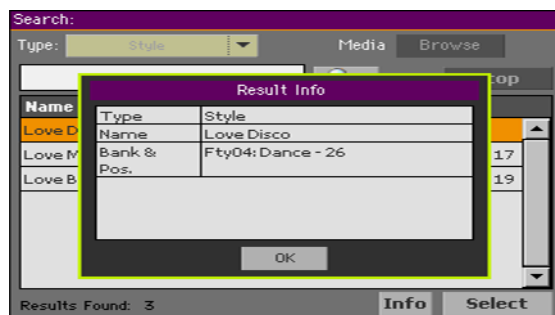 Search:
Type: Style Media Browse
top
Result Info
Name
Type Style
Love D
Name Love Disco
Love M
Bank & Fty04: Dance - 26
17
Pos.
Love B
19
OK
Results Found: 3 Info Select